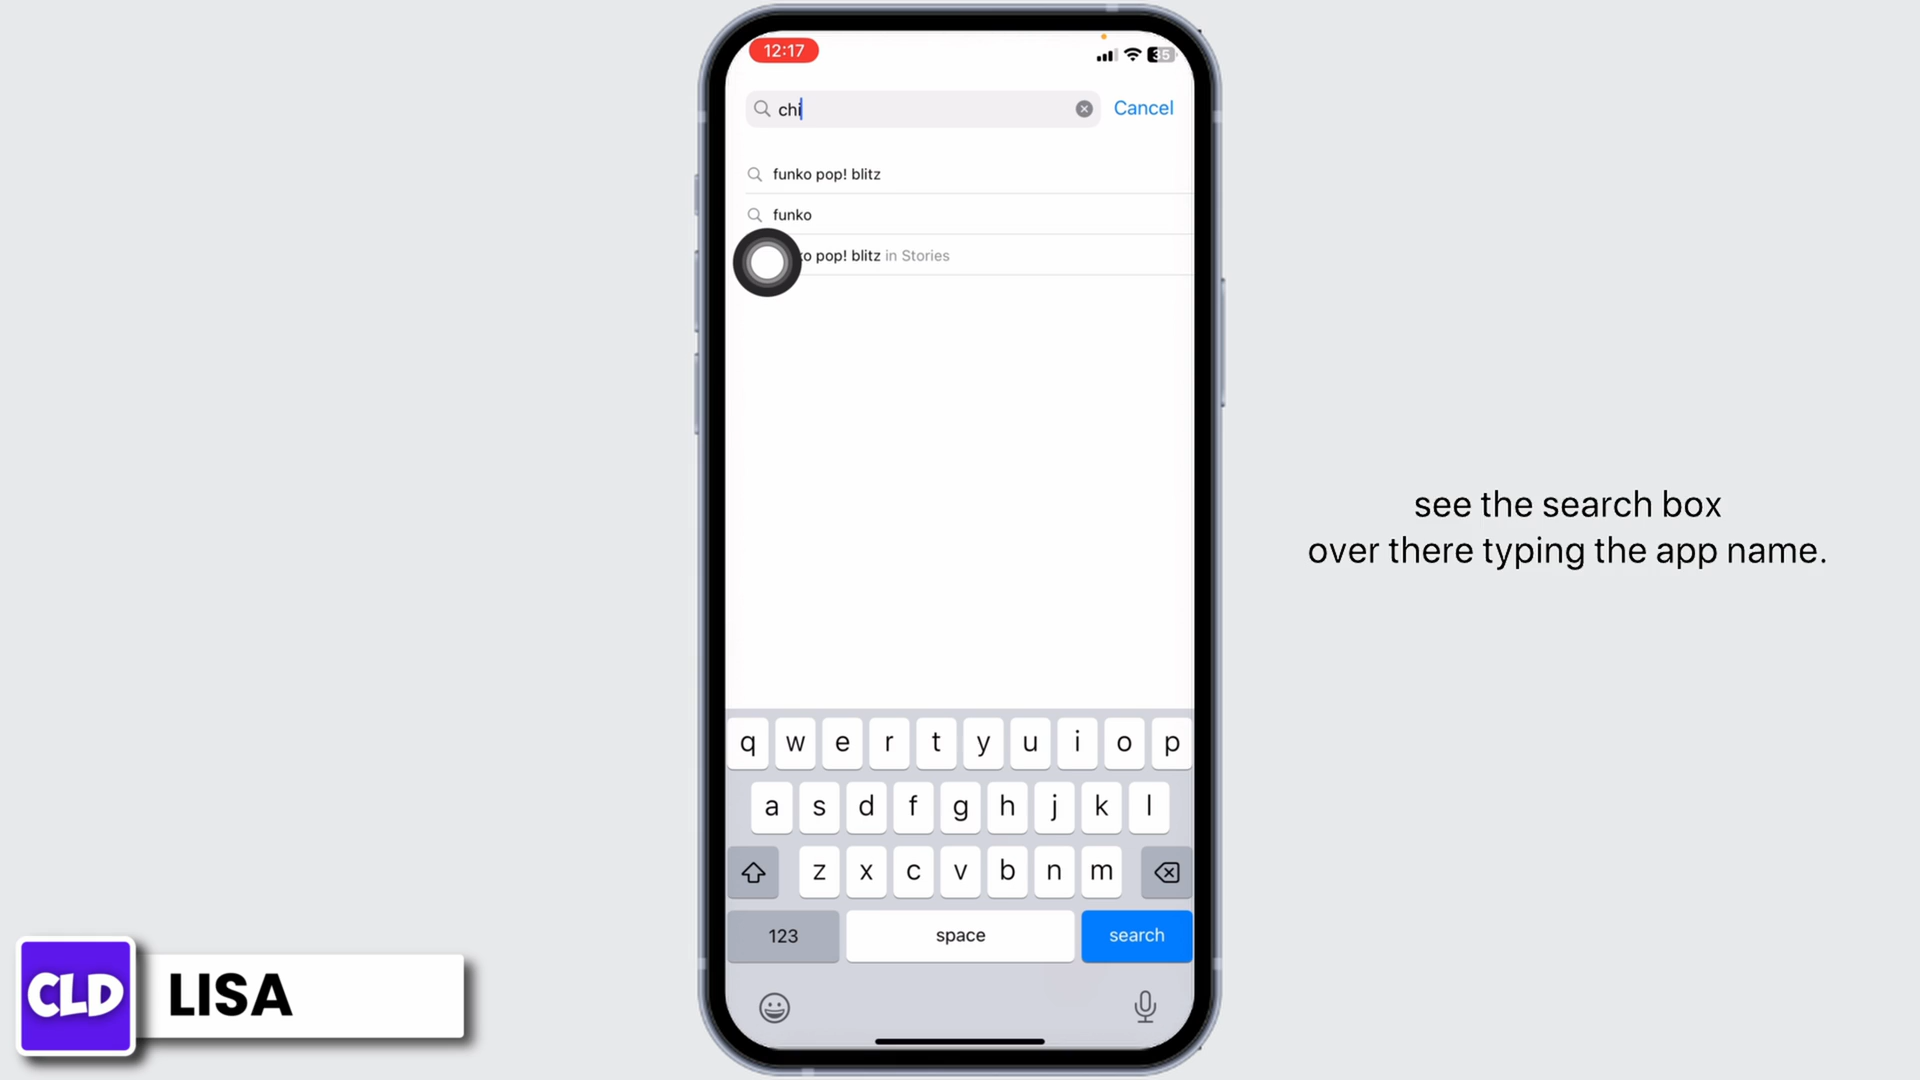 12:17
35
chi
Cancel
funko pop! blitz
funko
o pop! blitz in Stories
see the search box
over there typing the app name.
q w e r t y u i o p
a s d f g h j k l
z x c v b n m
123 space search
CLD LISA